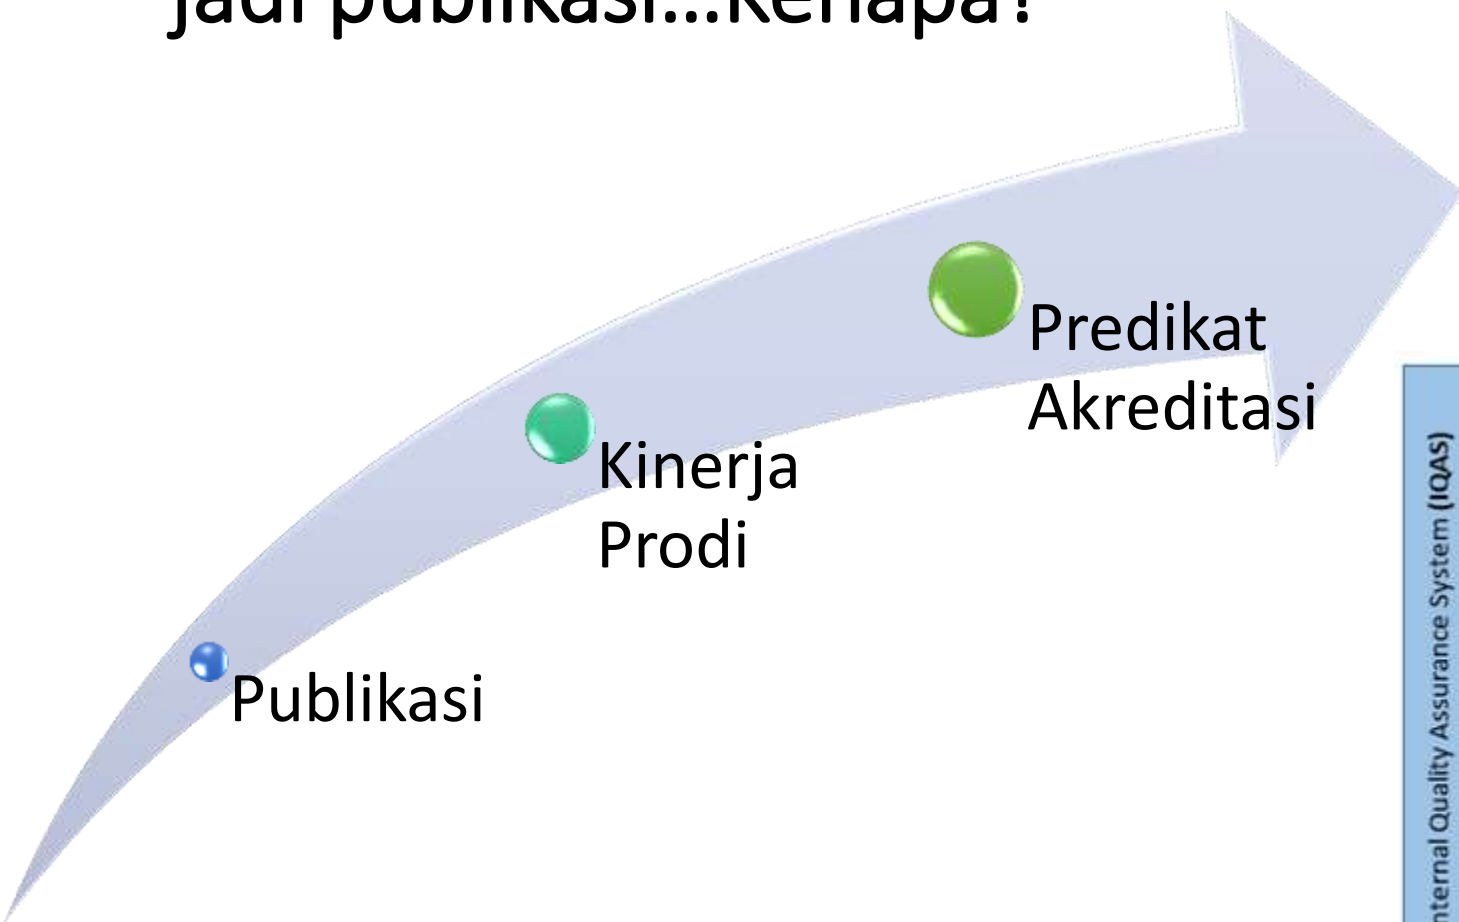 jadi publikasi...Kenapa?
Predikat
Akreditasi
Kinerja
Prodi
Publikasi
nternal Quality Assurance System (IQAS)